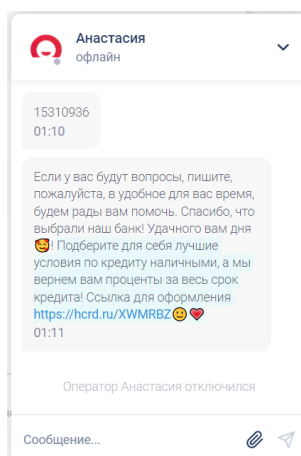 Анастасия
офлайн
15310936
01:10
Если у вас будут вопросы, пишите,
пожалуйста, в удобное для вас время,
будем рады вам помочь. Спасибо, что
выбрали наш банк! Удачного вам дня
🥰! Подберите для себя лучшие
условия по кредиту наличными, а мы
вернем вам проценты за весь срок
кредита! Ссылка для оформления
https://hcrd.ru/XWMRBZ🙂❤️
01:11
Оператор Анастасия отключился
Сообщение...